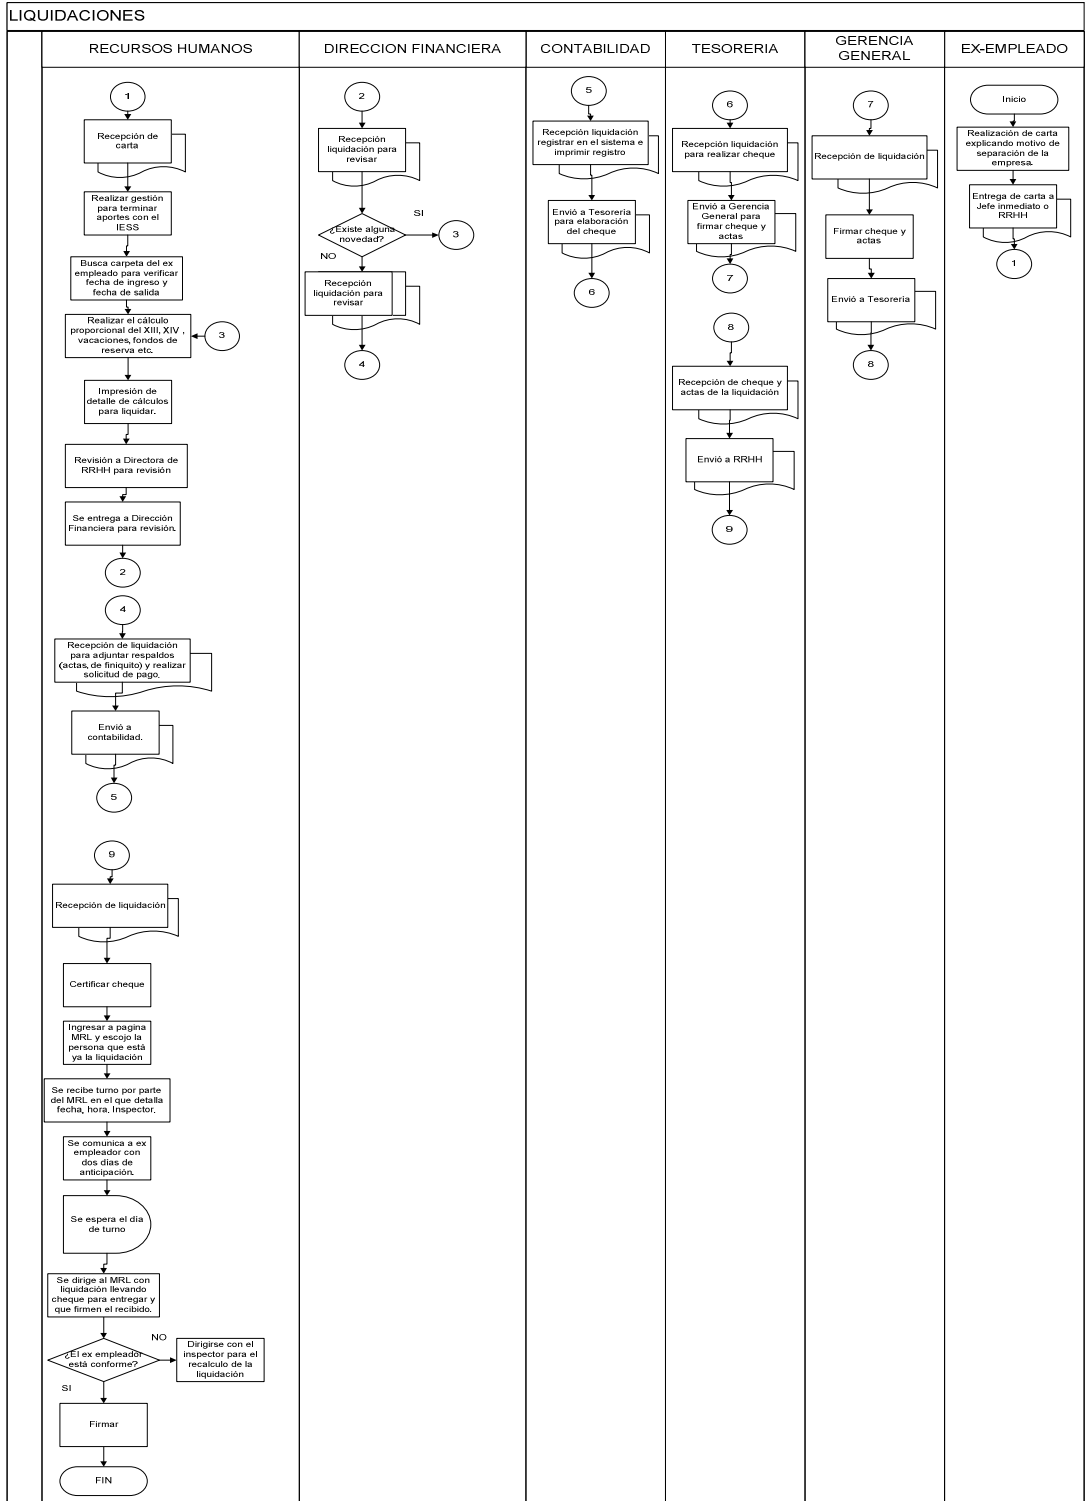 LIQUIDACIONES
RECURSOS HUMANOS
DIRECCION FINANCIERA
CONTABILIDAD
TESORERIA
GERENCIA
GENERAL
EX-EMPLEADO
1
Recepción de
carta
Realizar gestión
para terminar
aportes con el
IESS
Busca carpeta del ex
empleado para verificar
fecha de ingreso y
fecha de salida
Realizar el cálculo
proporcional del XIII, XIV ,
vacaciones, fondos de
reserva etc.
3
Impresión de
detalle de cálculos
para liquidar.
Revisión a Directora de
RRHH para revisión
Se entrega a Dirección
Financiera para revisión.
2
4
Recepción de liquidación
para adjuntar respaldos
(actas, de finiquito) y realizar
solicitud de pago.
Envió a
contabilidad.
5
9
Recepción de liquidación
Certificar cheque
Ingresar a pagina
MRL y escojo la
persona que está
ya la liquidación
Se recibe turno por parte
del MRL en el que detalla
fecha, hora, Inspector.
Se comunica a ex
empleador con
dos días de
anticipación.
Se espera el día
de turno
Se dirige al MRL con
liquidación llevando
cheque para entregar y
que firmen el recibido.
¿El ex empleador
está conforme?
NO
Dirigirse con el
inspector para el
recalculo de la
liquidación
SI
Firmar
FIN
2
Recepción
liquidación para
revisar
¿Existe alguna
novedad?
SI
3
NO
Recepción
liquidación para
revisar
4
5
Recepción liquidación
registrar en el sistema e
imprimir registro
Envió a Tesorería
para elaboración
del cheque
6
6
Recepción liquidación
para realizar cheque
Envió a Gerencia
General para
firmar cheque y
actas
7
8
Recepción de cheque y
actas de la liquidación
Envió a RRHH
9
7
Recepción de liquidación
Firmar cheque y
actas
Envió a Tesorería
8
Inicio
Realización de carta
explicando motivo de
separación de la
empresa.
Entrega de carta a
Jefe inmediato o
RRHH
1